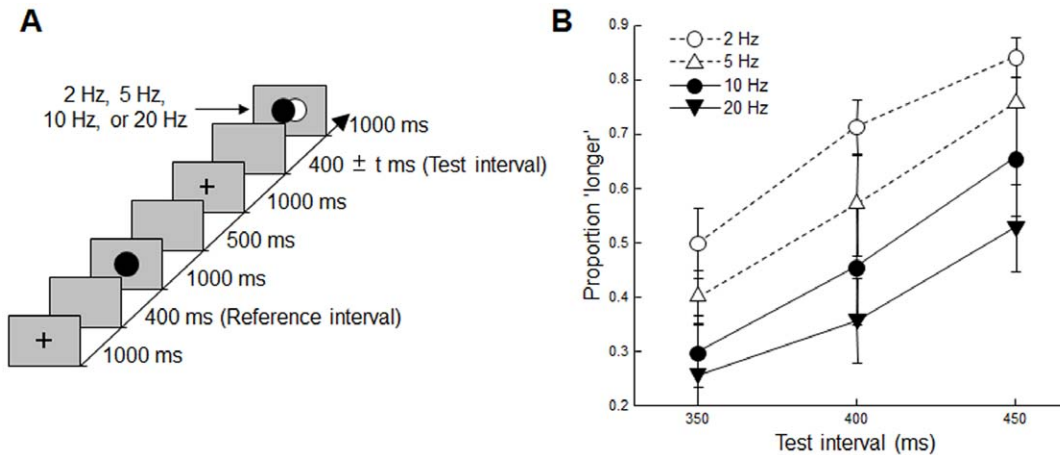 A
2 Hz, 5 Hz,
10 Hz, or 20 Hz
1000 ms
400 ± t ms (Test interval)
1000 ms
500 ms
1000 ms
400 ms (Reference interval)
1000 ms
B
Proportion 'longer'
0.9
0.8
0.7
0.6
0.5
0.4
0.3
0.2
2 Hz
5 Hz
10 Hz
20 Hz
350
400
450
Test interval (ms)